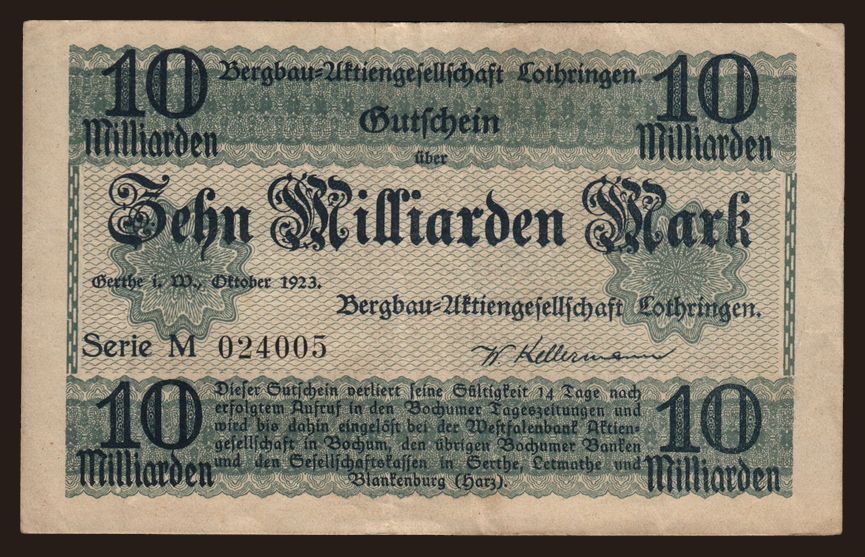 10 Bergbau-Aktiengesellschaft Lothringen. 10
Milliarden Gutschein Milliarden
über
Zehn Milliarden Mark
Gerthe i. W., Oktober 1923.
Bergbau-Aktiengesellschaft Lothringen.
Serie M 024005 W Kellermann
10 10
Dieser Gutschein verliert seine Gültigkeit 14 Tage nach
erfolgtem Aufruf in den Bochumer Tageszeitungen und
wird bis dahin eingelöst bei der Westfalenbank Aktien-
gesellschaft in Bochum, den übrigen Bochumer Banken
Milliarden und den Gesellschaftskassen in Gerthe, Letmathe und Milliarden
Blankenburg (Harz).